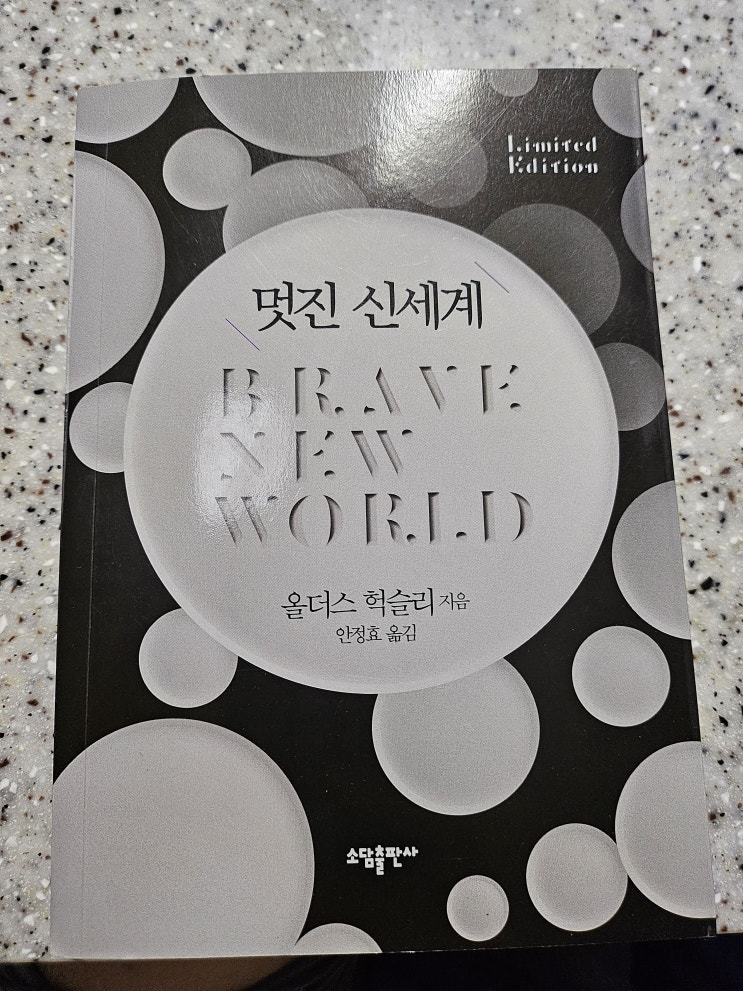 Limited
Edition
멋진 신세계
BRAVE
NEW
WORLD
올더스 헉슬리 지음
안정효 옮김
소담출판사